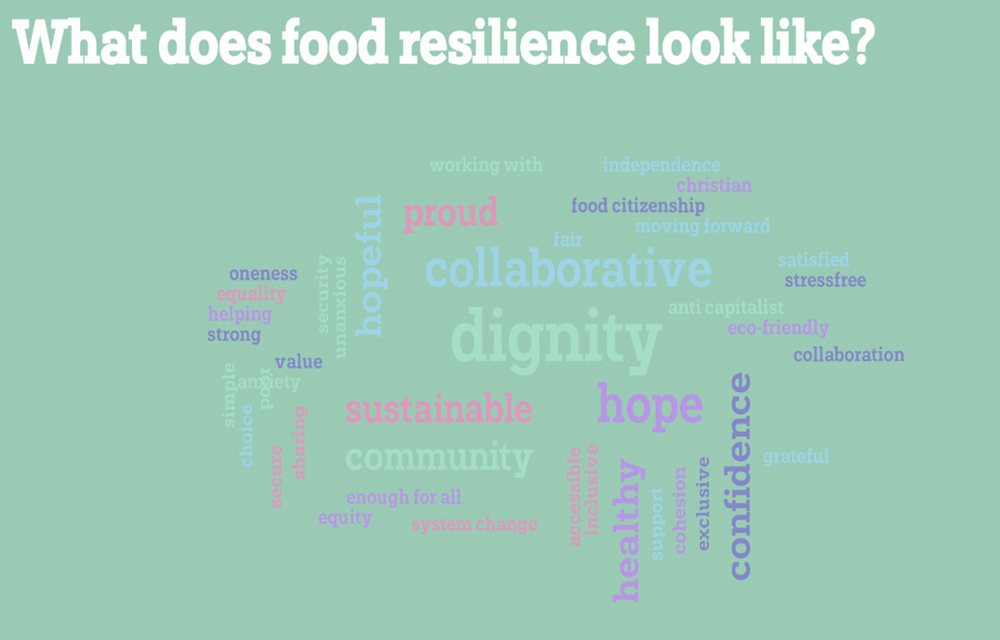 What does food resilience look like?
working with
independence
christian
proud
food citizenship
hopeful
moving forward
fair
collaborative
satisfied
stressfree
oneness
equality
helping
strong
security
unanxious
anti capitalist
dignity
eco-friendly
collaboration
value
simple
anxiety
poor
choice
sharing
secure
sustainable
hope
confidence
community
grateful
enough for all
equity
system change
accessible
inclusive
healthy
support
cohesion
exclusive